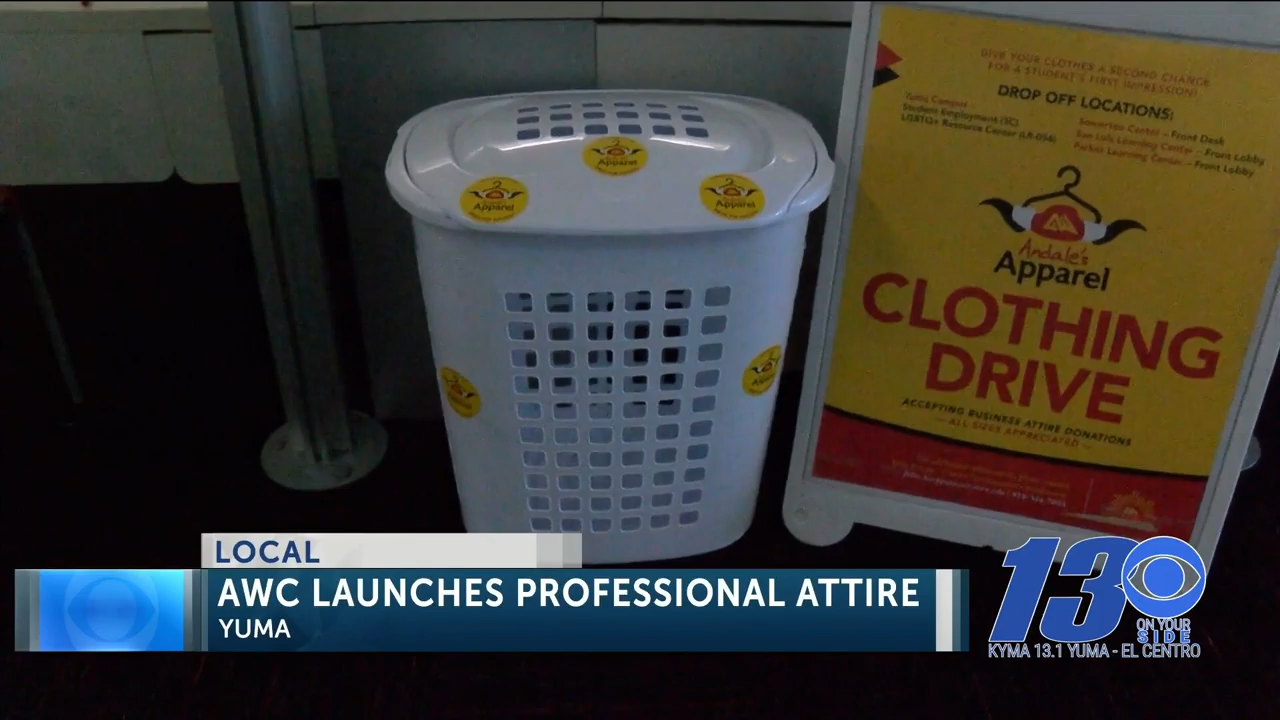 GIVE YOUR CLOTHES A SECOND CHANCE
FOR A STUDENT'S FIRST IMPRESSION!
DROP OFF LOCATIONS:
Yuma Campus
Student Employment (3C)
LGBTQ+ Resource Center (LR-056)
Somerton Center – Front Desk
San Luis Learning Center – Front Lobby
Parker Learning Center – Front Lobby
Andale's
Apparel
CLOTHING
DRIVE
ACCEPTING BUSINESS ATTIRE DONATIONS
— ALL SIZES APPRECIATED —
Apparel
Apparel
Apparel
LOCAL
AWC LAUNCHES PROFESSIONAL ATTIRE
YUMA
13
ON YOUR
SIDE
KYMA 13.1 YUMA - EL CENTRO